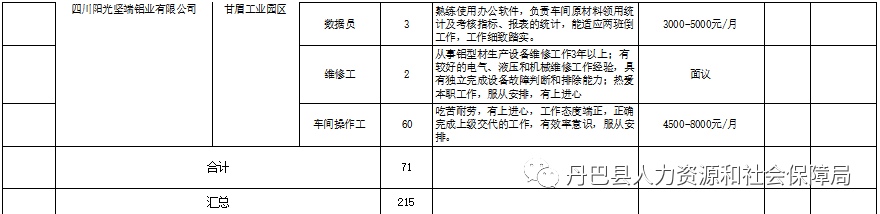 四川阳光坚端铝业有限公司
甘眉工业园区
数据员
3
熟练使用办公软件，负责车间原材料领用统
计及考核指标、报表的统计，能适应两班倒
工作，工作细致踏实。
3000-5000元/月
维修工
2
从事铝型材生产设备维修工作3年以上；有
较好的电气、液压和机械维修工作经验，具
有独立完成设备故障判断和排除能力；热爱
本职工作，服从安排，有上进心
面议
车间操作工
60
吃苦耐劳，有上进心，工作态度端正，正确
完成上级交代的工作，有效率意识，服从安
排。
4500-8000元/月
合计
71
汇总
215
丹巴县人力资源和社会保障局